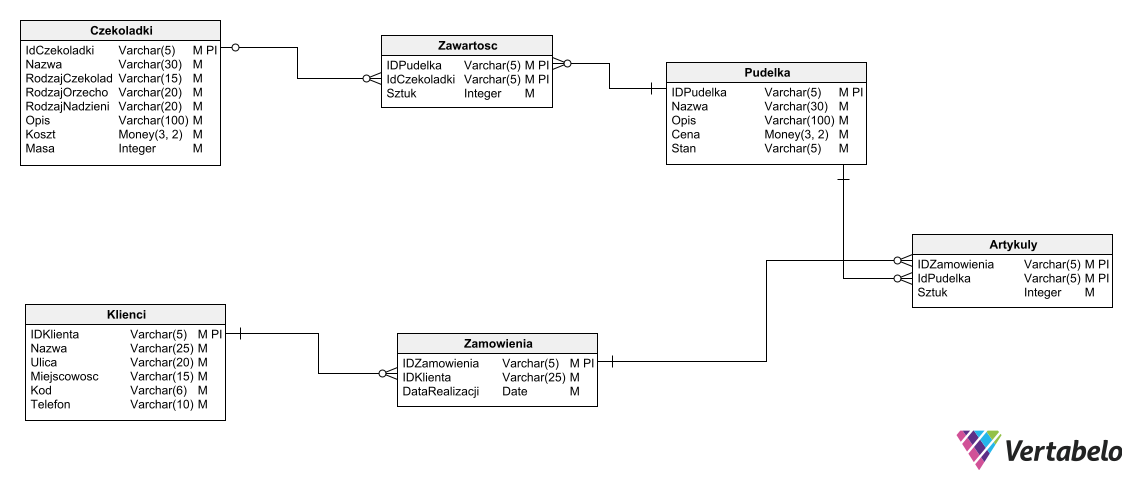 Czekoladki
IdCzekoladki Varchar(5) M PI
Nazwa Varchar(30) M
RodzajCzekolad Varchar(15) M
RodzajOrzecho Varchar(20) M
RodzajNadzieni Varchar(20) M
Opis Varchar(100) M
Koszt Money(3, 2) M
Masa Integer M
Zawartosc
IDPudelka Varchar(5) M PI
IdCzekoladki Varchar(5) M PI
Sztuk Integer M
Pudelka
IDPudelka Varchar(5) M PI
Nazwa Varchar(30) M
Opis Varchar(100) M
Cena Money(3, 2) M
Stan Varchar(5) M
Artykuly
IDZamowienia Varchar(5) M PI
IdPudelka Varchar(5) M PI
Sztuk Integer M
Klienci
IDKlienta Varchar(5) M PI
Nazwa Varchar(25) M
Ulica Varchar(20) M
Miejscowosc Varchar(15) M
Kod Varchar(6) M
Telefon Varchar(10) M
Zamowienia
IDZamowienia Varchar(5) M PI
IDKlienta Varchar(25) M
DataRealizacji Date M
Vertabelo